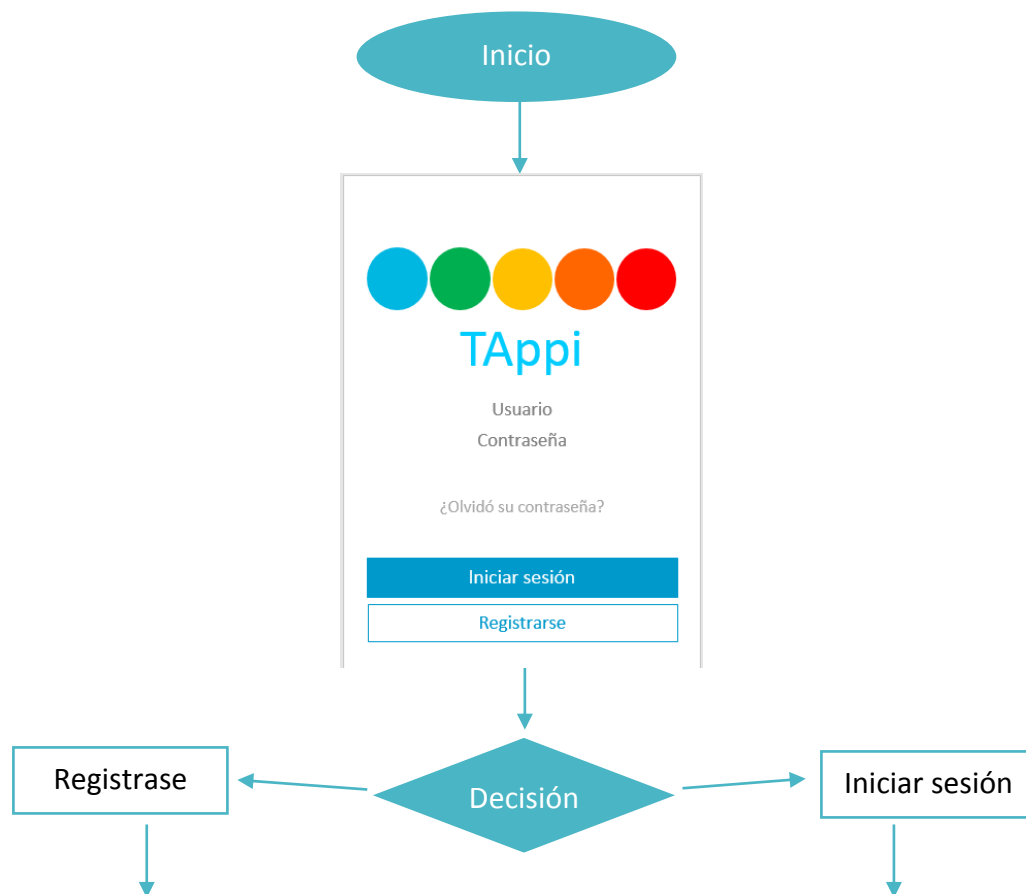 Inicio
TAppi
Usuario
Contraseña
¿Olvidó su contraseña?
Iniciar sesión
Registrarse
Registrase
Decisión
Iniciar sesión